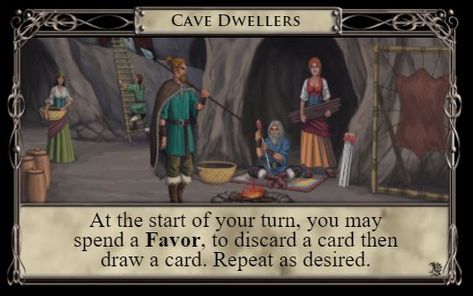 Cave Dwellers
At the start of your turn, you may
spend a Favor, to discard a card then
draw a card. Repeat as desired.